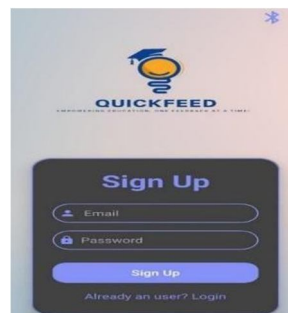 QUICKFEED
EMPOWERING EDUCATION, ONE FEEDBACK AT A TIME!
Sign Up
Email
Password
Sign Up
Already an user? Login